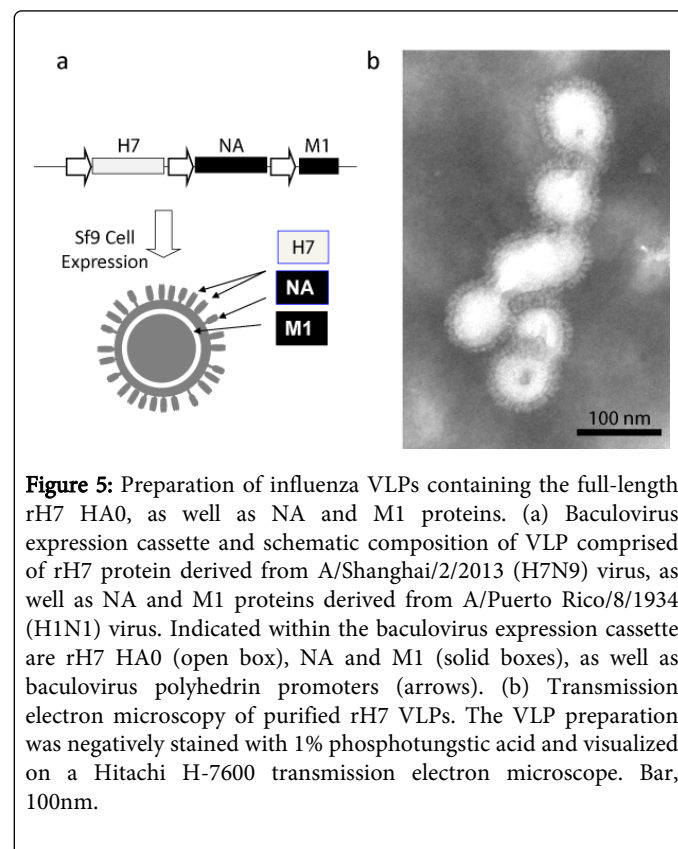 a
b
H7
NA
M1
Sf9 Cell
Expression
H7
NA
M1
100 nm
Figure 5: Preparation of influenza VLPs containing the full-length
rH7 HA0, as well as NA and M1 proteins. (a) Baculovirus
expression cassette and schematic composition of VLP comprised
of rH7 protein derived from A/Shanghai/2/2013 (H7N9) virus, as
well as NA and M1 proteins derived from A/Puerto Rico/8/1934
(H1N1) virus. Indicated within the baculovirus expression cassette
are rH7 HA0 (open box), NA and M1 (solid boxes), as well as
baculovirus polyhedrin promoters (arrows). (b) Transmission
electron microscopy of purified rH7 VLPs. The VLP preparation
was negatively stained with 1% phosphotungstic acid and visualized
on a Hitachi H-7600 transmission electron microscope. Bar,
100nm.